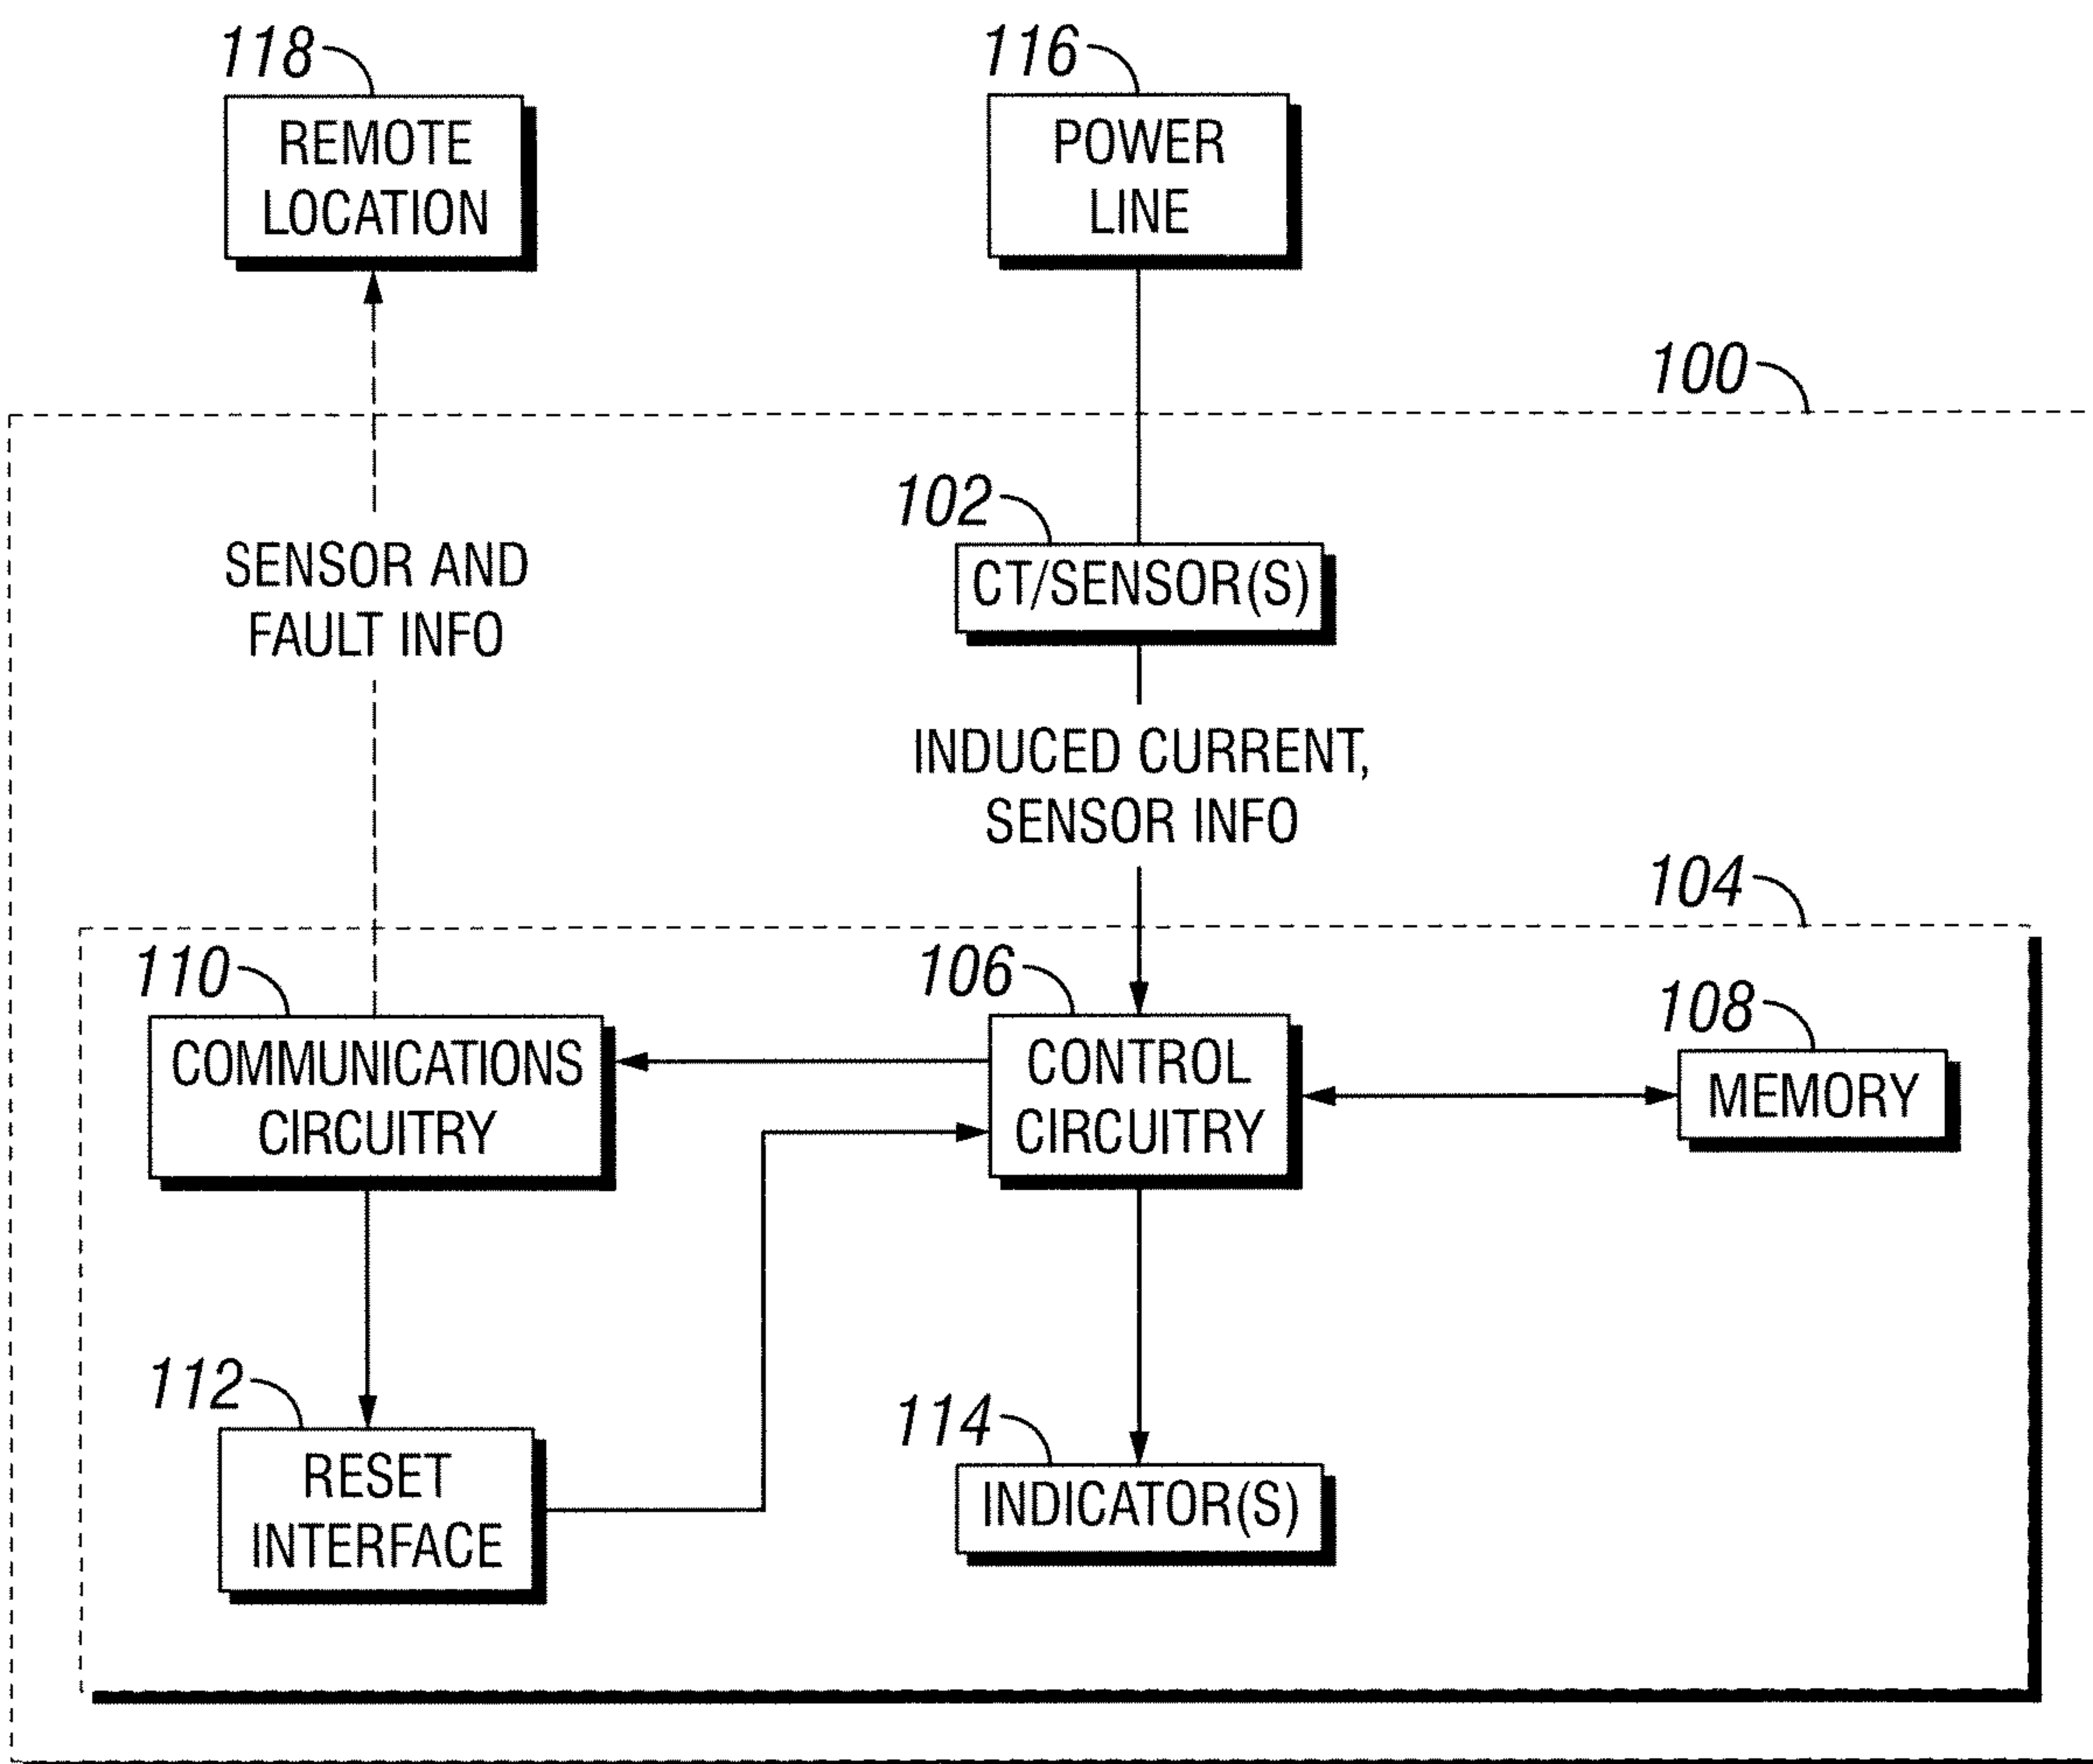 118
REMOTE
LOCATION
116
POWER
LINE
100
102
CT/SENSOR(S)
SENSOR AND
FAULT INFO
INDUCED CURRENT,
SENSOR INFO
104
110
COMMUNICATIONS
CIRCUITRY
106
CONTROL
CIRCUITRY
108
MEMORY
112
RESET
INTERFACE
114
INDICATOR(S)